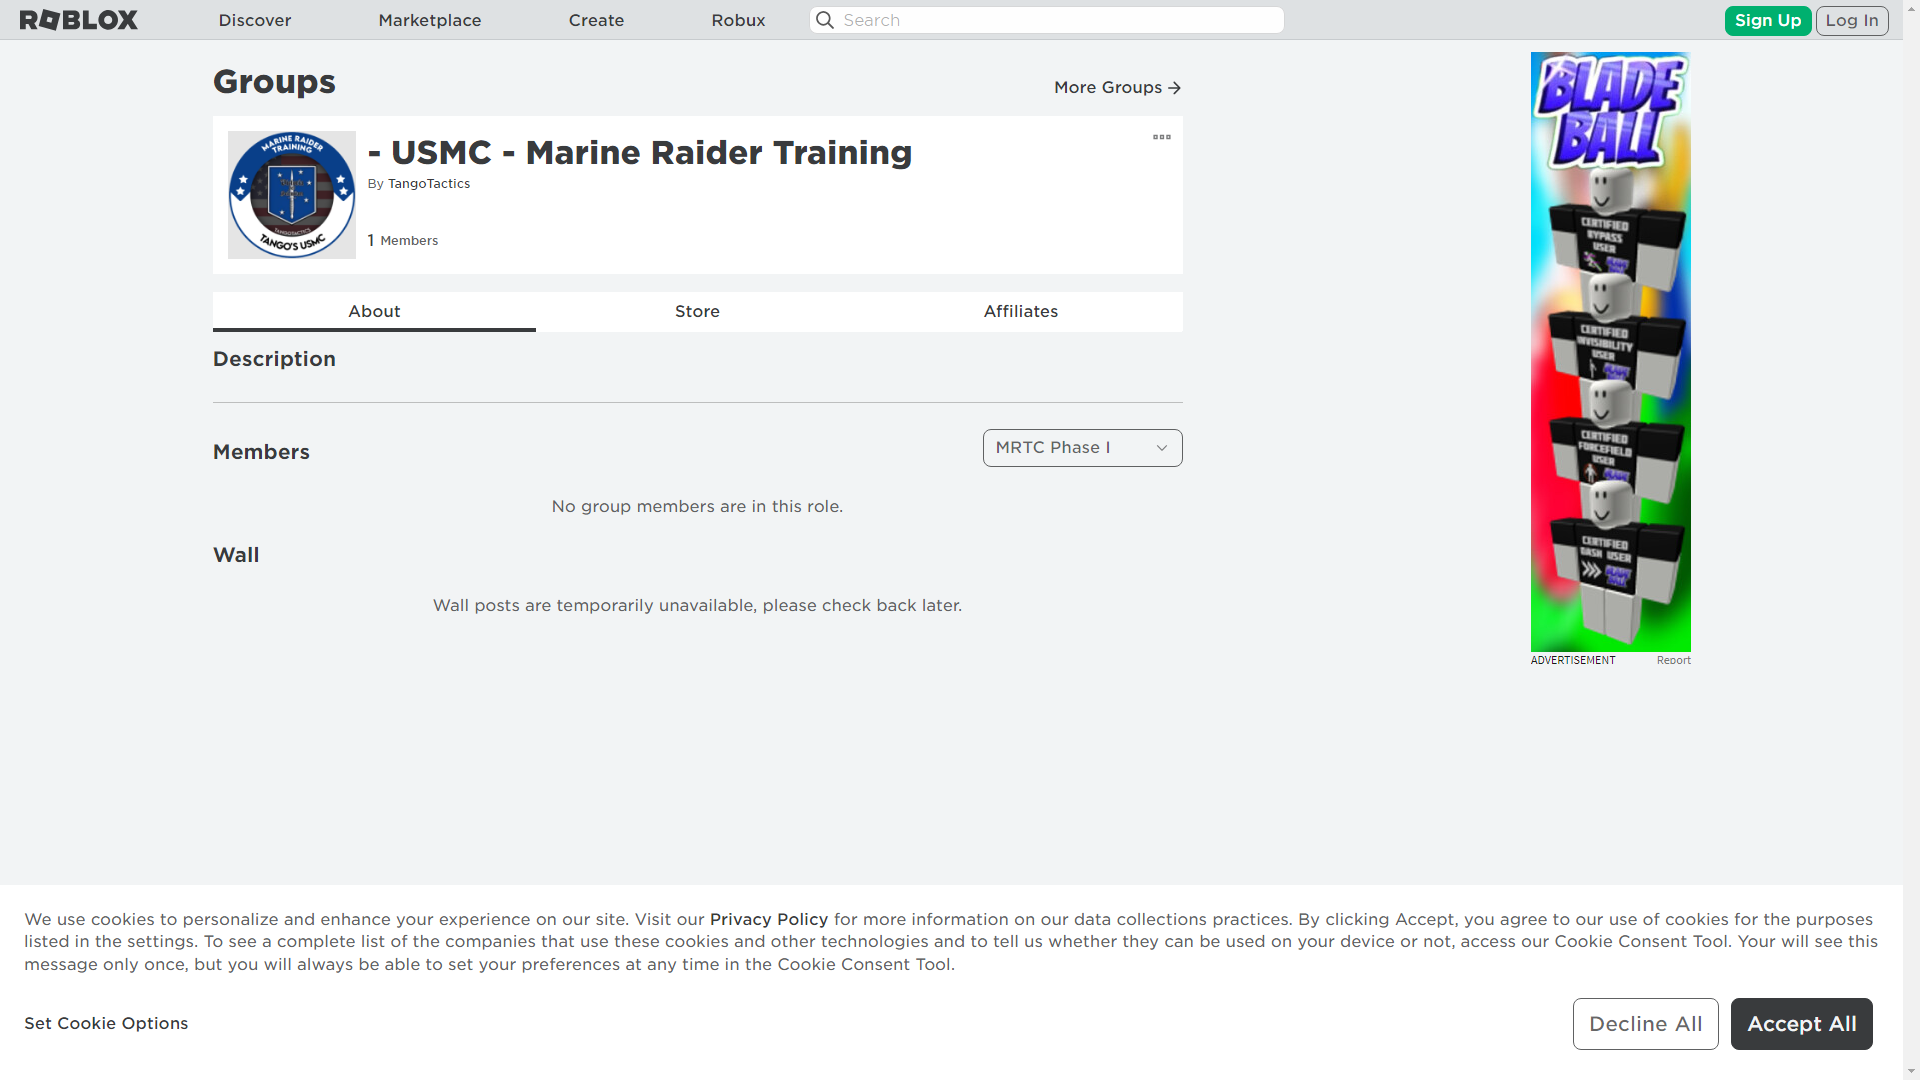 ROBLOX
Discover
Marketplace
Create
Robux
Search
Sign Up
Log In
Groups
More Groups
MARINE RAIDER
TRAINING
TANGOTACTICS
TANGO'S USMC
- USMC - Marine Raider Training
By TangoTactics
1 Members
About
Store
Affiliates
Description
Members
MRTC Phase I
No group members are in this role.
Wall
Wall posts are temporarily unavailable, please check back later.
BLADE
BALL
CERTIFIED
BYPASS
USER
CERTIFIED
INVISIBILITY
USER
CERTIFIED
FORCEFIELD
USER
CERTIFIED
DASH USER
ADVERTISEMENT
Report
We use cookies to personalize and enhance your experience on our site. Visit our Privacy Policy for more information on our data collections practices. By clicking Accept, you agree to our use of cookies for the purposes
listed in the settings. To see a complete list of the companies that use these cookies and other technologies and to tell us whether they can be used on your device or not, access our Cookie Consent Tool. Your will see this
message only once, but you will always be able to set your preferences at any time in the Cookie Consent Tool.
Set Cookie Options
Decline All
Accept All